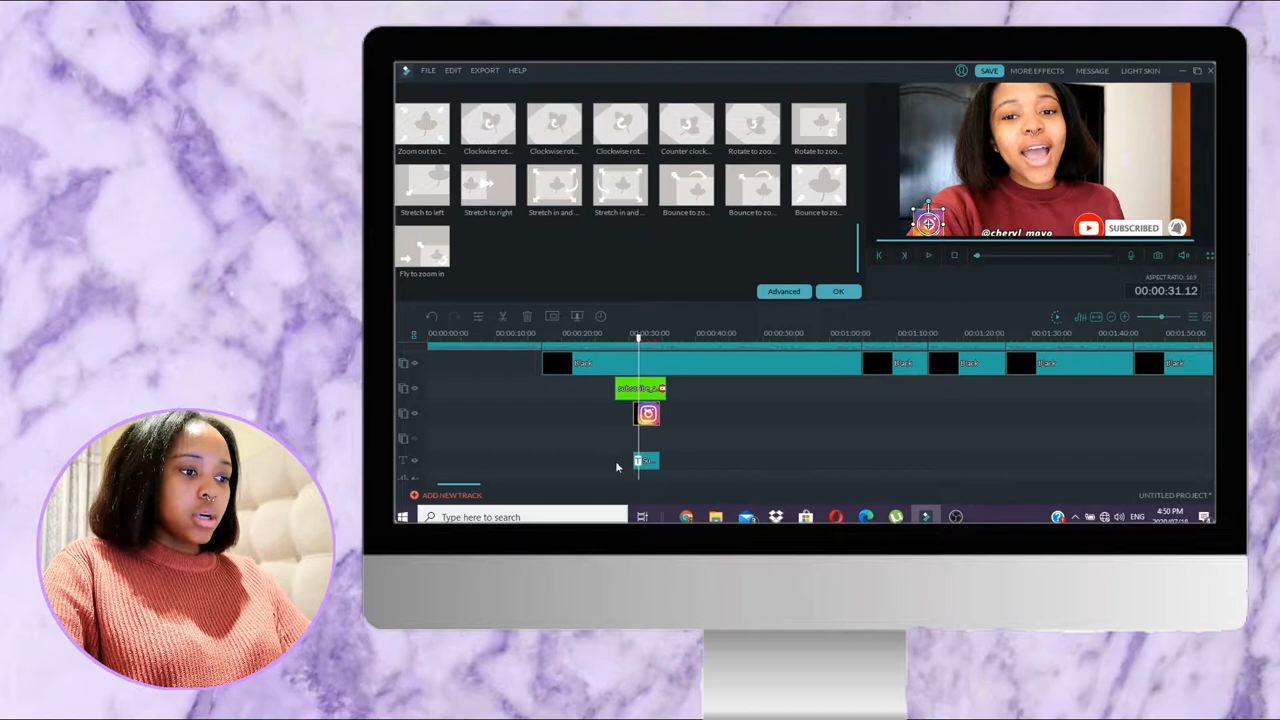 FILE EDIT EXPORT HELP
SAVE MORE EFFECTS MESSAGE LIGHT SKIN
Zoom out to t... Clockwise rot... Clockwise rot... Clockwise rot... Counter clock... Rotate to zoo... Rotate to zoo...
Stretch to left Stretch to right Stretch in and ... Stretch in and ... Bounce to zo... Bounce to zo... Bounce to zo...
@cheryl_moyo
SUBSCRIBED
Fly to zoom in
ASPECT RATIO: 16:9
Advanced OK
00:00:31.12
00:00:00:00 00:00:10:00 00:00:20:00 00:00:30:00 00:00:40:00 00:00:50:00 00:01:00:00 00:01:10:00 00:01:20:00 00:01:30:00 00:01:40:00 00:01:50:00
Black Black Black Black Black
ADD NEW TRACK
UNTITLED PROJECT*
Type here to search
ENG
4:50 PM